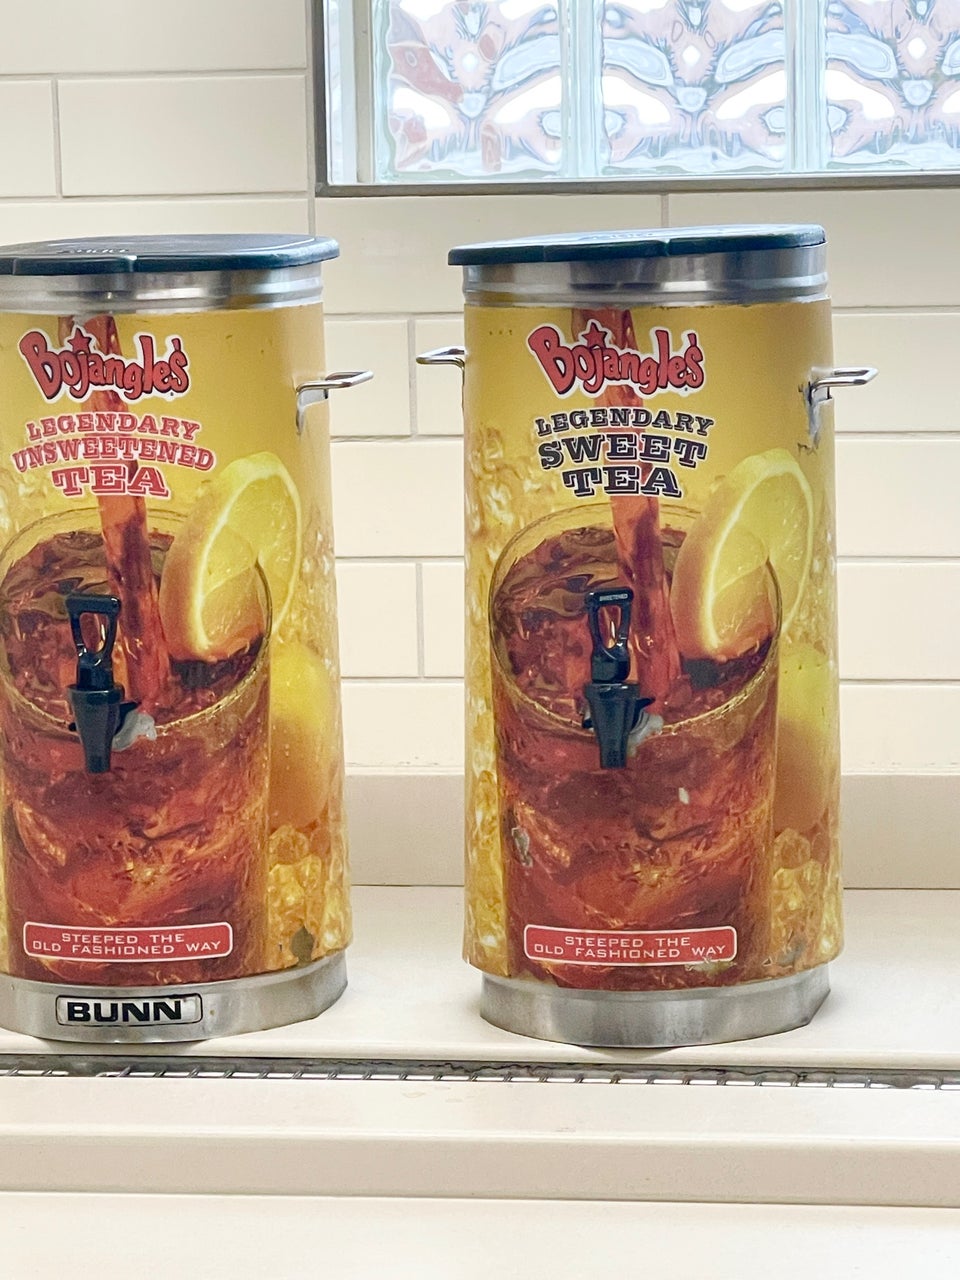 Bojangles
LEGENDARY
UNSWEETENED
TEA
STEEPED THE
OLD FASHIONED WAY
BUNN
Bojangles
LEGENDARY
SWEET
TEA
SWEETENED
STEEPED THE
OLD FASHIONED WAY